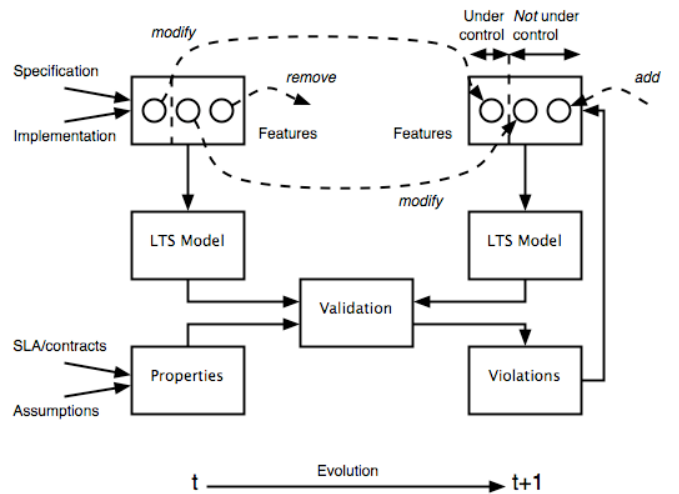 Under
control
Not under
control
modify
Specification
remove
add
Implementation
Features
Features
modify
LTS Model
LTS Model
Validation
SLA/contracts
Properties
Violations
Assumptions
Evolution
t
t+1